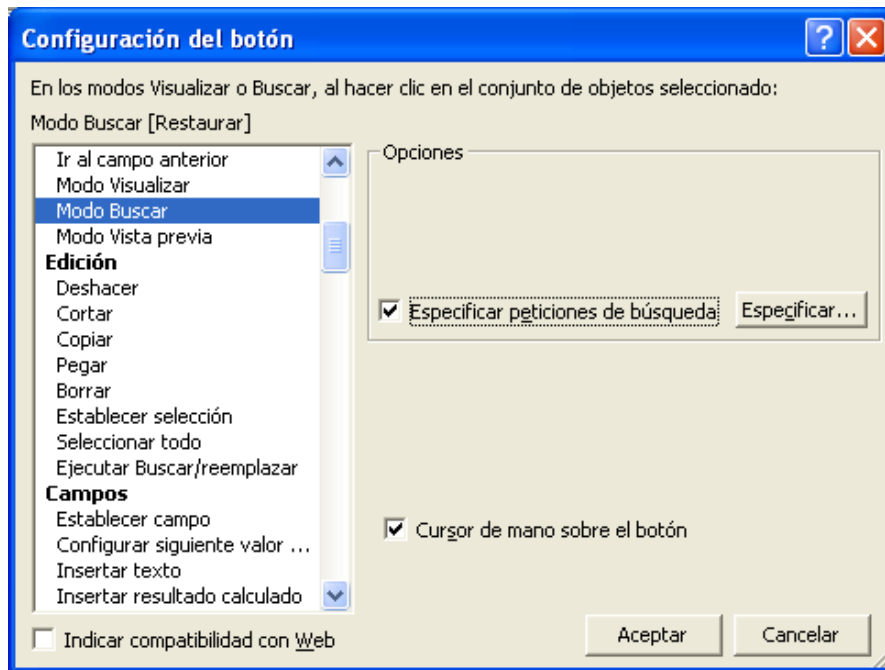 Configuración del botón
En los modos Visualizar o Buscar, al hacer clic en el conjunto de objetos seleccionado:
Modo Buscar [Restaurar]
Ir al campo anterior
Modo Visualizar
Modo Buscar
Modo Vista previa
Edición
Deshacer
Cortar
Copiar
Pegar
Borrar
Establecer selección
Seleccionar todo
Ejecutar Buscar/reemplazar
Campos
Establecer campo
Configurar siguiente valor ...
Insertar texto
Insertar resultado calculado
Opciones
Especificar peticiones de búsqueda
Especificar...
Cursor de mano sobre el botón
Indicar compatibilidad con Web
Aceptar
Cancelar